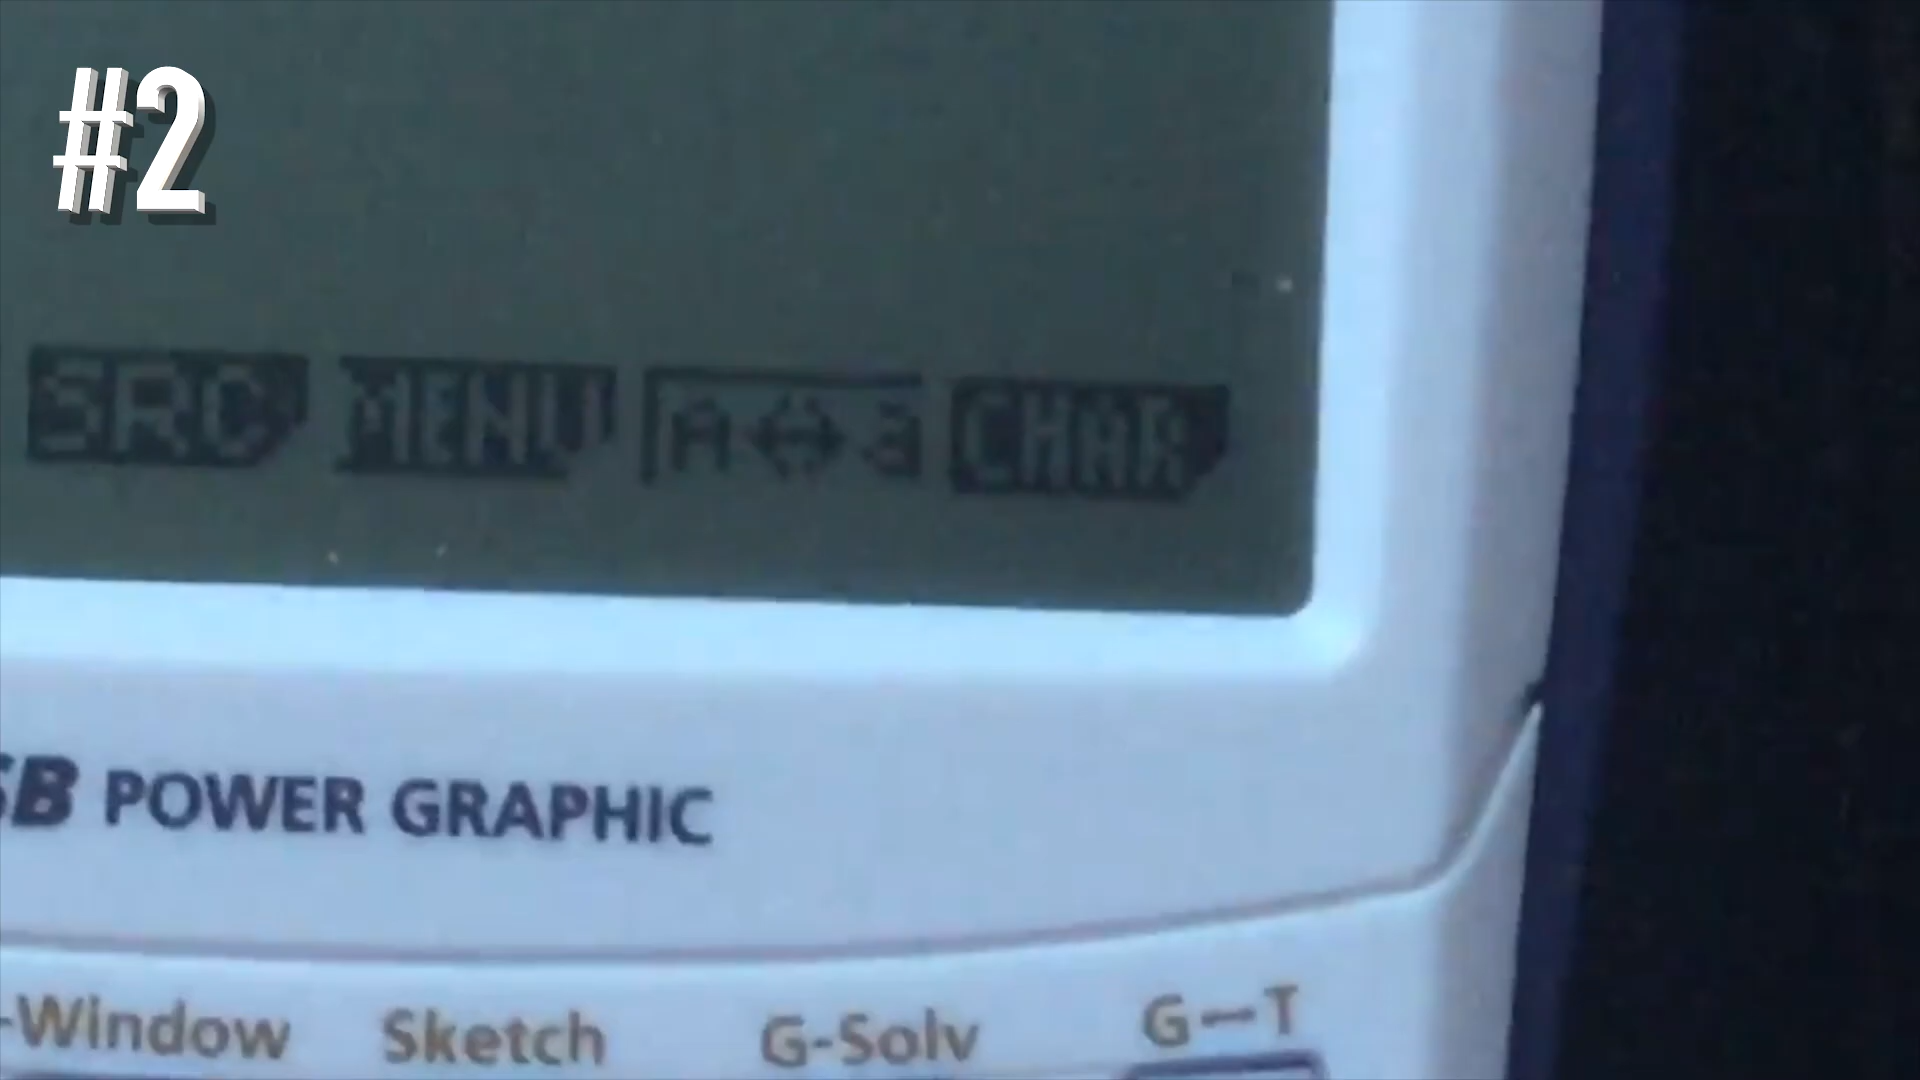 #2
SRC MENU A↔a CHAR
SB POWER GRAPHIC
-Window Sketch G-Solv G↔T